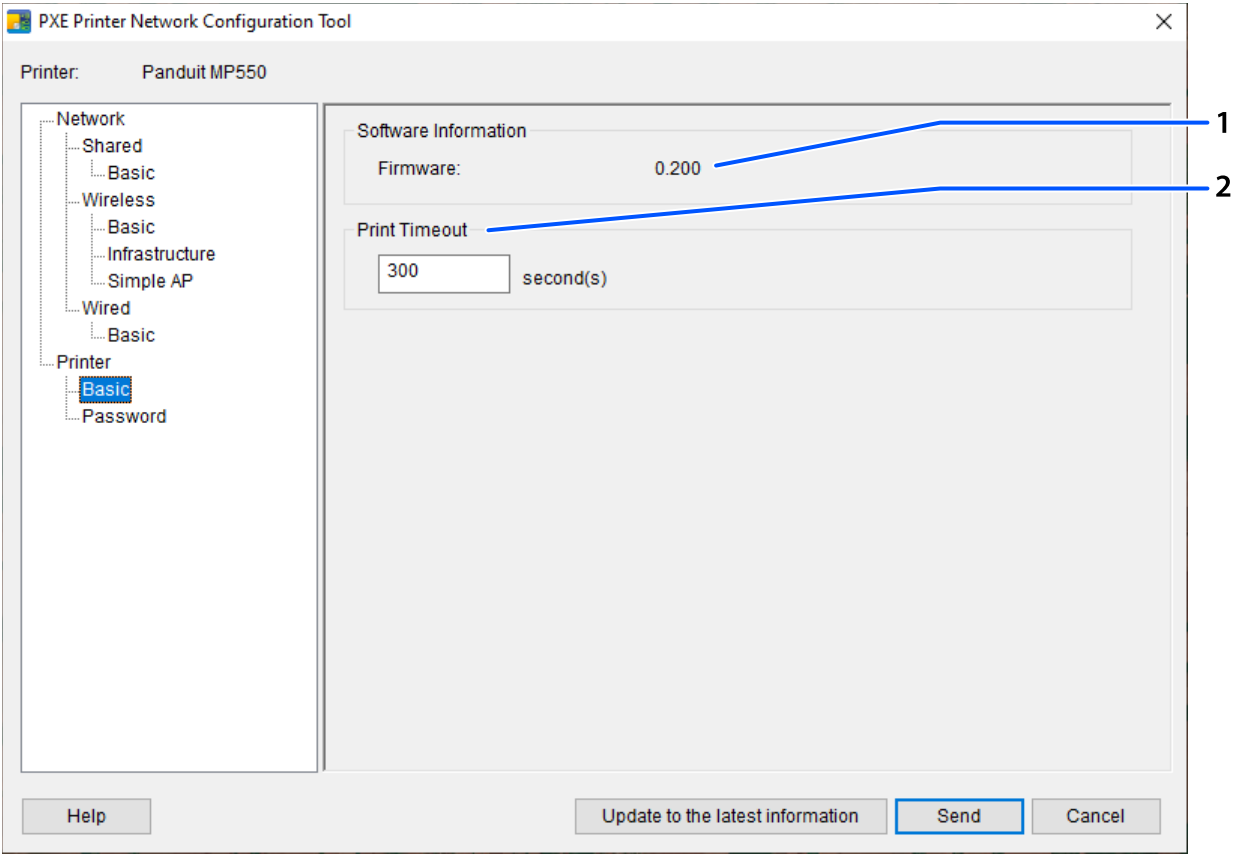 PXE Printer Network Configuration Tool
Printer: Panduit MP550
Network
Shared
Basic
Wireless
Basic
Infrastructure
Simple AP
Wired
Basic
Printer
Basic
Password
Software Information
Firmware: 0.200
1
Print Timeout
2
300 second(s)
Help
Update to the latest information
Send
Cancel